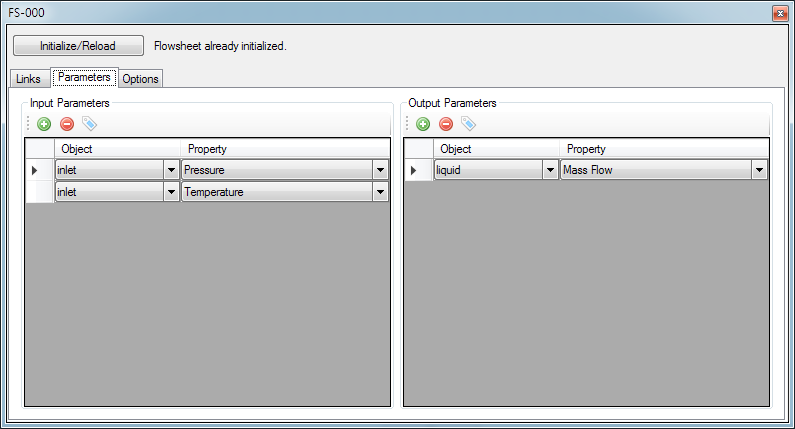 FS-000
Initialize/Reload Flowsheet already initialized.
Links Parameters Options
Input Parameters
Object Property
inlet Pressure
inlet Temperature
Output Parameters
Object Property
liquid Mass Flow